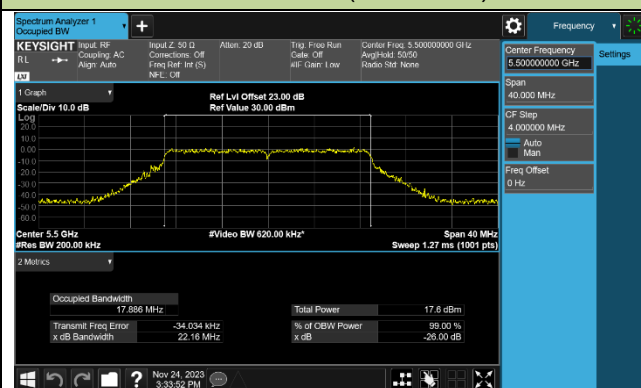 Spectrum Analyzer 1
Occupied BW
Frequency
KEYSIGHT
Input: RF
Input Z: 50 Ω
Atten: 20 dB
Trig: Free Run
Center Freq: 5.500000000 GHz
RL
Coupling: AC
Corrections: Off
Gate: Off
Avg|Hold: 50/50
Align: Auto
Freq Ref: Int (S)
#IF Gain: Low
Radio Std: None
LXI
NFE: Off
Center Frequency
5.500000000 GHz
Settings
Span
40.000 MHz
CF Step
4.000000 MHz
Auto
Man
Freq Offset
0 Hz
1 Graph
Ref Lvl Offset 23.00 dB
Scale/Div 10.0 dB
Ref Value 30.00 dBm
Log
20.0
10.0
0.00
-10.0
-20.0
-30.0
-40.0
-50.0
-60.0
Center 5.5 GHz
#Video BW 620.00 kHz*
Span 40 MHz
#Res BW 200.00 kHz
Sweep 1.27 ms (1001 pts)
2 Metrics
Occupied Bandwidth
17.886 MHz
Total Power
17.6 dBm
Transmit Freq Error
-34.034 kHz
% of OBW Power
99.00 %
x dB Bandwidth
22.16 MHz
x dB
-26.00 dB
Nov 24, 2023
3:33:52 PM